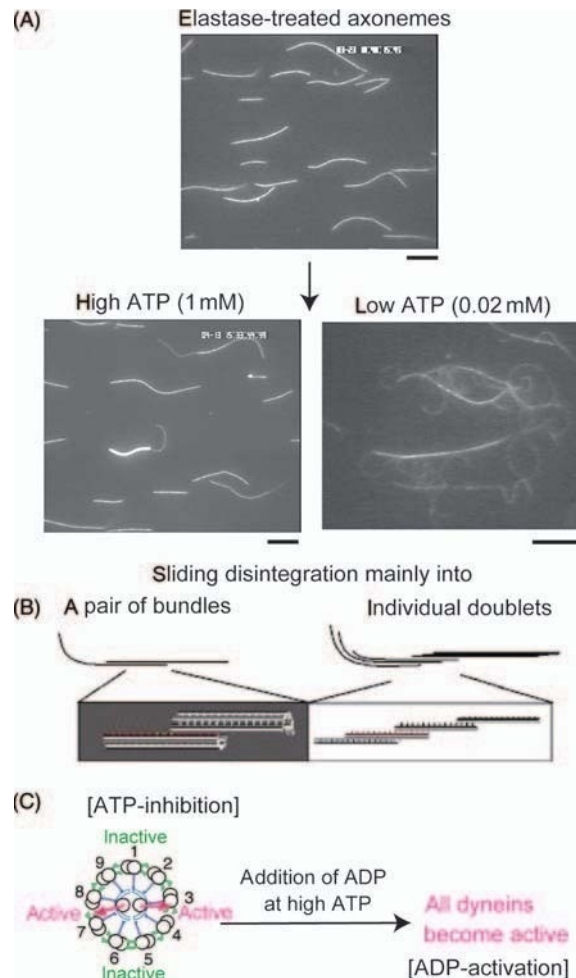 (A)
Elastase-treated axonemes
High ATP (1 mM)
Low ATP (0.02 mM)
Sliding disintegration mainly into
(B)
A pair of bundles
Individual doublets
(C)
[ATP-inhibition]
Inactive
1
9
2
8
3
Active
Active
7
4
6
5
Inactive
Addition of ADP
at high ATP
All dyneins
become active
[ADP-activation]